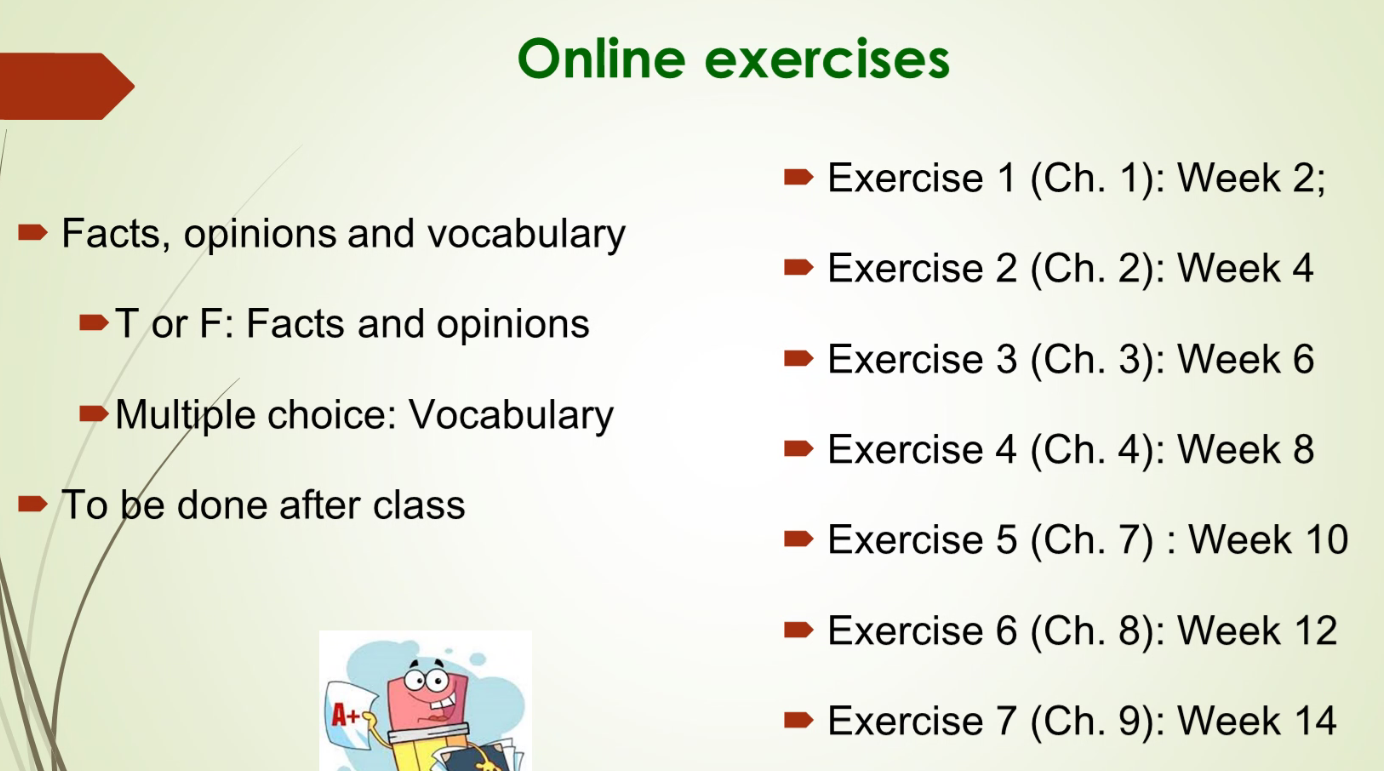 Online exercises
Facts, opinions and vocabulary
T or F: Facts and opinions
Multiple choice: Vocabulary
To be done after class
A+
Exercise 1 (Ch. 1): Week 2;
Exercise 2 (Ch. 2): Week 4
Exercise 3 (Ch. 3): Week 6
Exercise 4 (Ch. 4): Week 8
Exercise 5 (Ch. 7) : Week 10
Exercise 6 (Ch. 8): Week 12
Exercise 7 (Ch. 9): Week 14